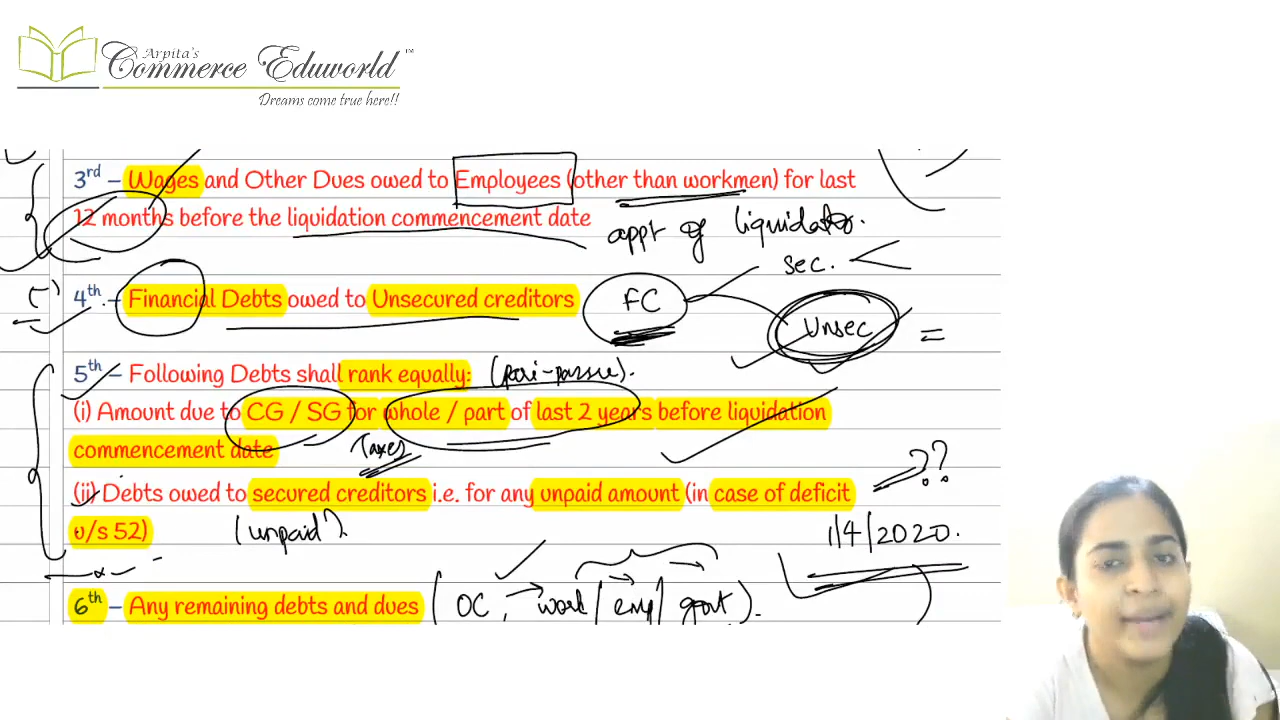 Arpita's
Commerce Eduworld™
Dreams come true here!!
3rd – Wages and Other Dues owed to Employees (other than workmen) for last
12 months before the liquidation commencement date
appt of liquidator.
sec.
4th – Financial Debts owed to Unsecured creditors
FC
Unsec =
5th – Following Debts shall rank equally: (pari-passu).
(i) Amount due to CG / SG for whole / part of last 2 years before liquidation
commencement date
(Taxes
??
(ii) Debts owed to secured creditors i.e. for any unpaid amount (in case of deficit
u/s 52)
(unpaid).
1/4/2020.
6th – Any remaining debts and dues (OC, work / emp / govt).